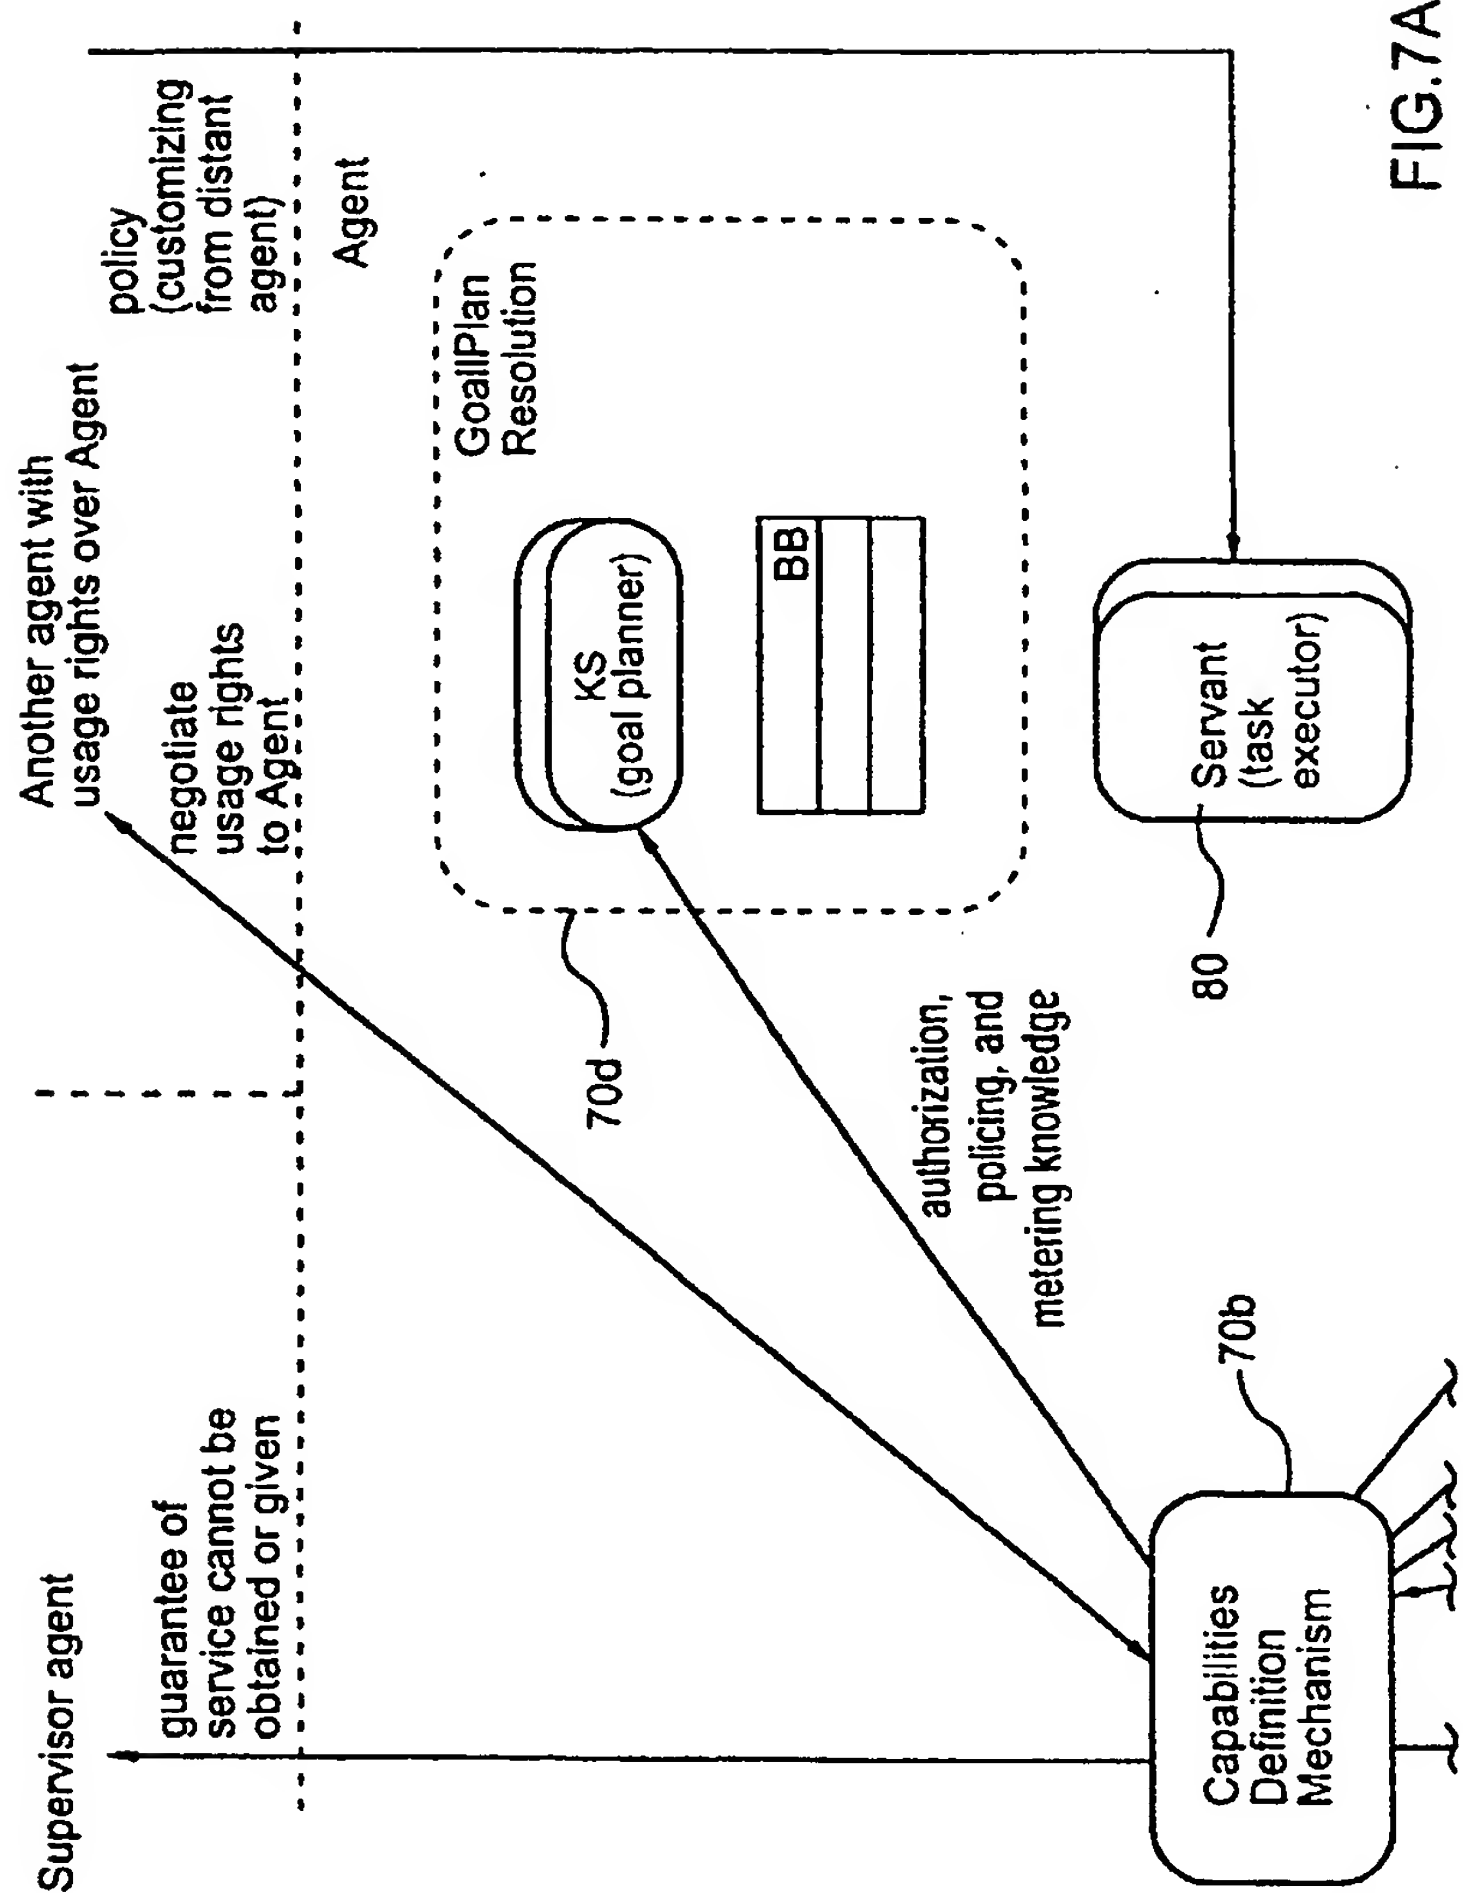 Supervisor agent
guarantee of
service cannot be
obtained or given
Another agent with
usage rights over Agent
negotiate
usage rights
to Agent
policy
(customizing
from distant
agent)
Agent
GoallPlan
Resolution
KS
(goal planner)
BB
70d
authorization,
policing, and
metering knowledge
80
Servant
(task
executor)
70b
Capabilities
Definition
Mechanism
FIG.7A